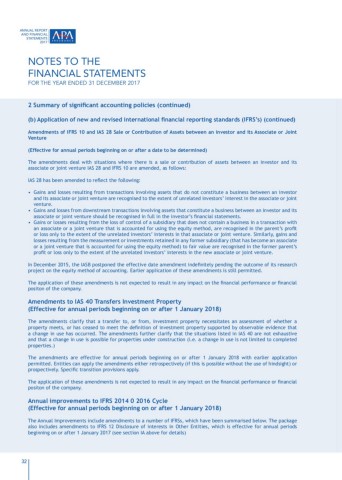 ANNUAL REPORT
AND FINANCIAL
STATEMENTS
2017
APA
NOTES TO THE
FINANCIAL STATEMENTS
FOR THE YEAR ENDED 31 DECEMBER 2017
2 Summary of significant accounting policies (continued)
(b) Application of new and revised international financial reporting standards (IFRS's) (continued)
Amendments of IFRS 10 and IAS 28 Sale or Contribution of Assets between an Investor and its Associate or Joint
Venture
(Effective for annual periods beginning on or after a date to be determined)
The amendments deal with situations where there is a sale or contribution of assets between an investor and its
associate or joint venture IAS 28 and IFRS 10 are amended, as follows:
IAS 28 has been amended to reflect the following:
• Gains and losses resulting from transactions involving assets that do not constitute a business between an investor
and its associate or joint venture are recognised to the extent of unrelated investors' interest in the associate or joint
venture.
• Gains and losses from downstream transactions involving assets that constitute a business between an investor and its
associate or joint venture should be recognised in full in the investor's financial statements.
• Gains or losses resulting from the loss of control of a subsidiary that does not contain a business in a transaction with
an associate or a joint venture that is accounted for using the equity method, are recognised in the parent's profit
or loss only to the extent of the unrelated investors' interests in that associate or joint venture. Similarly, gains and
losses resulting from the measurement or investments retained in any former subsidiary (that has become an associate
or a joint venture that is accounted for using the equity method) to fair value are recognised in the former parent's
profit or loss only to the extent of the unrelated investors' interests in the new associate or joint venture.
In December 2015, the IASB postponed the effective date amendment indefinitely pending the outcome of its research
project on the equity method of accounting. Earlier application of these amendments is still permitted.
The application of these amendments is not expected to result in any impact on the financial performance or financial
position of the company.
Amendments to IAS 40 Transfers Investment Property
(Effective for annual periods beginning on or after 1 January 2018)
The amendments clarify that a transfer to, or from, investment property necessitates an assessment of whether a
property meets, or has ceased to meet the definition of investment property supported by observable evidence that
a change in use has occurred. The amendments further clarify that the situations listed in IAS 40 are not exhaustive
and that a change in use is possible for properties under construction (i.e. a change in use is not limited to completed
properties.)
The amendments are effective for annual periods beginning on or after 1 January 2018 with earlier application
permitted. Entities can apply the amendments either retrospectively (if this is possible without the use of hindsight) or
prospectively. Specific transition provisions apply.
The application of these amendments is not expected to result in any impact on the financial performance or financial
position of the company.
Annual Improvements to IFRS 2014 0 2016 Cycle
(Effective for annual periods beginning on or after 1 January 2018)
The Annual Improvements include amendments to a number of IFRSs, which have been summarised below. The package
also includes amendments to IFRS 12 Disclosure of Interests in Other Entities, which is effective for annual periods
beginning on or after 1 January 2017 (see section IA above for details)
32